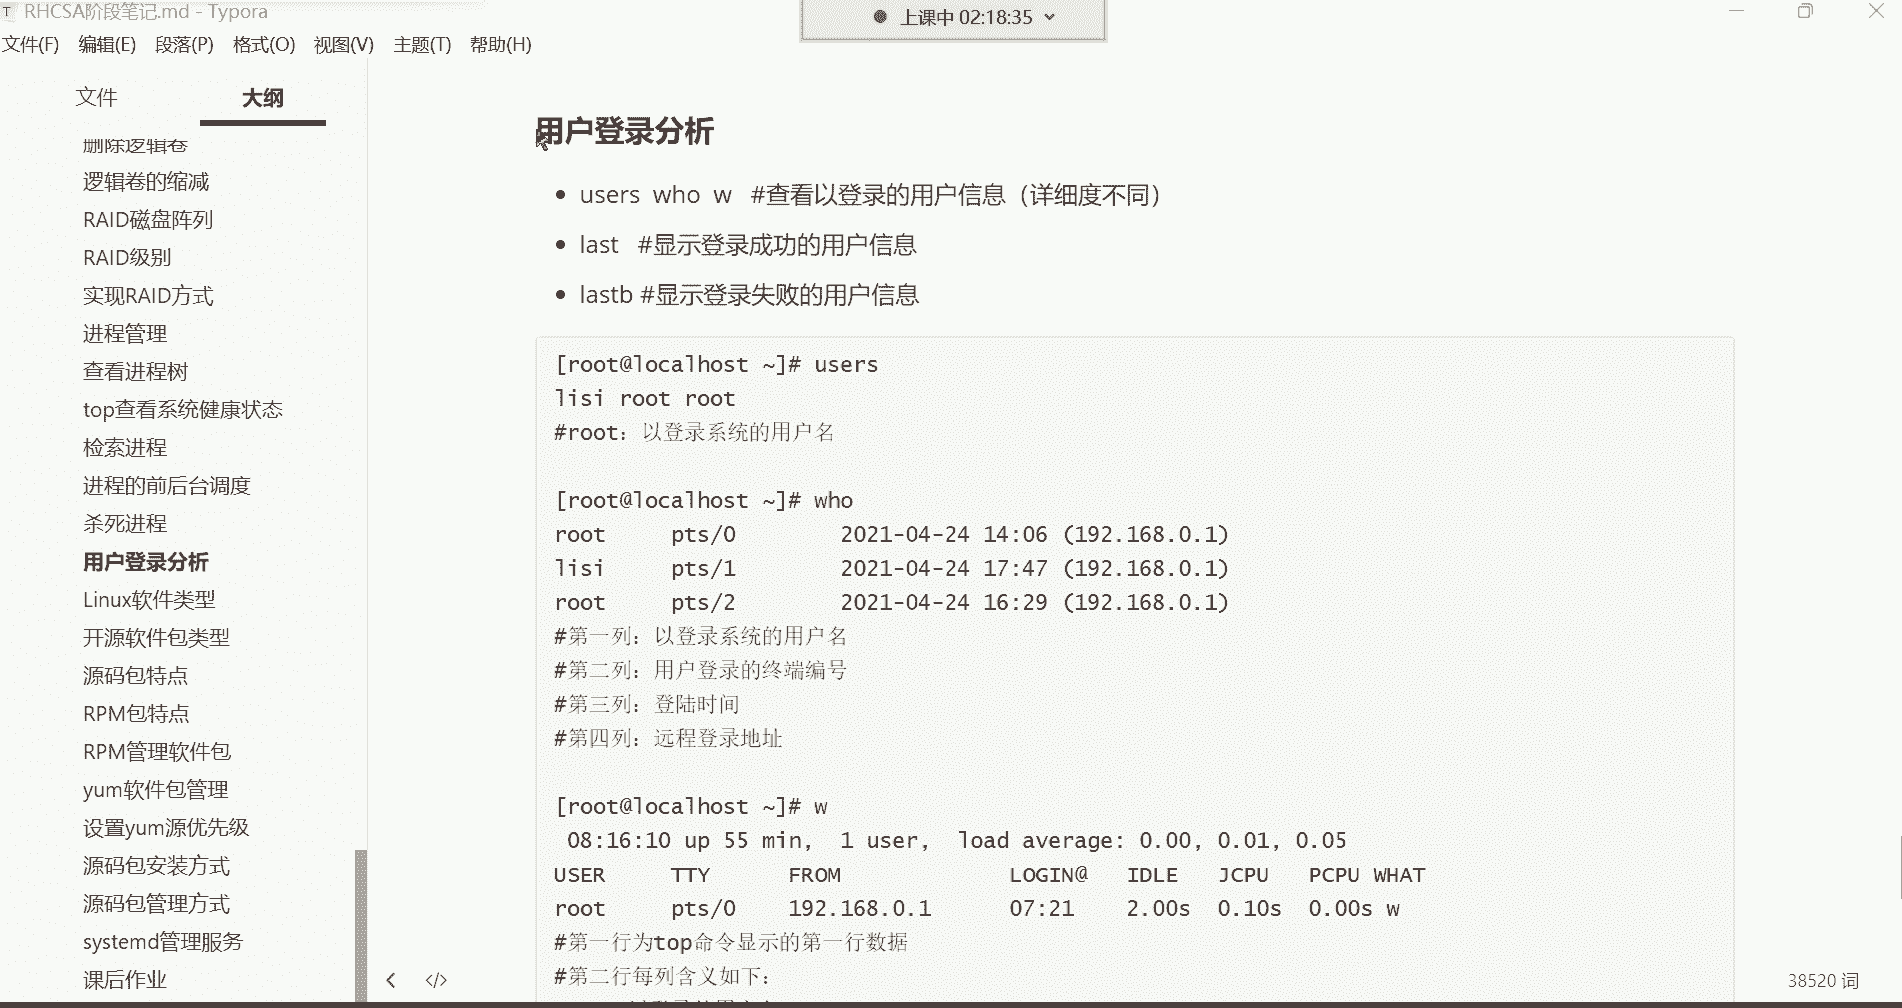 RHCSA阶段笔记.md - Typora
上课中 02:18:35
文件(F) 编辑(E) 段落(P) 格式(O) 视图(V) 主题(T) 帮助(H)
文件 大纲
删除逻辑卷
逻辑卷的缩减
RAID磁盘阵列
RAID级别
实现RAID方式
进程管理
查看进程树
top查看系统健康状态
检索进程
进程的前后台调度
杀死进程
用户登录分析
Linux软件类型
开源软件包类型
源码包特点
RPM包特点
RPM管理软件包
yum软件包管理
设置yum源优先级
源码包安装方式
源码包管理方式
systemd管理服务
课后作业
用户登录分析
users who w #查看以登录的用户信息（详细度不同）
last #显示登录成功的用户信息
lastb #显示登录失败的用户信息
[root@localhost ~]# users
lisi root root
#root：以登录系统的用户名
[root@localhost ~]# who
root pts/0 2021-04-24 14:06 (192.168.0.1)
lisi pts/1 2021-04-24 17:47 (192.168.0.1)
root pts/2 2021-04-24 16:29 (192.168.0.1)
#第一列：以登录系统的用户名
#第二列：用户登录的终端编号
#第三列：登陆时间
#第四列：远程登录地址
[root@localhost ~]# w
08:16:10 up 55 min, 1 user, load average: 0.00, 0.01, 0.05
USER TTY FROM LOGIN@ IDLE JCPU PCPU WHAT
root pts/0 192.168.0.1 07:21 2.00s 0.10s 0.00s w
#第一行为top命令显示的第一行数据
#第二行每列含义如下：
38520 词